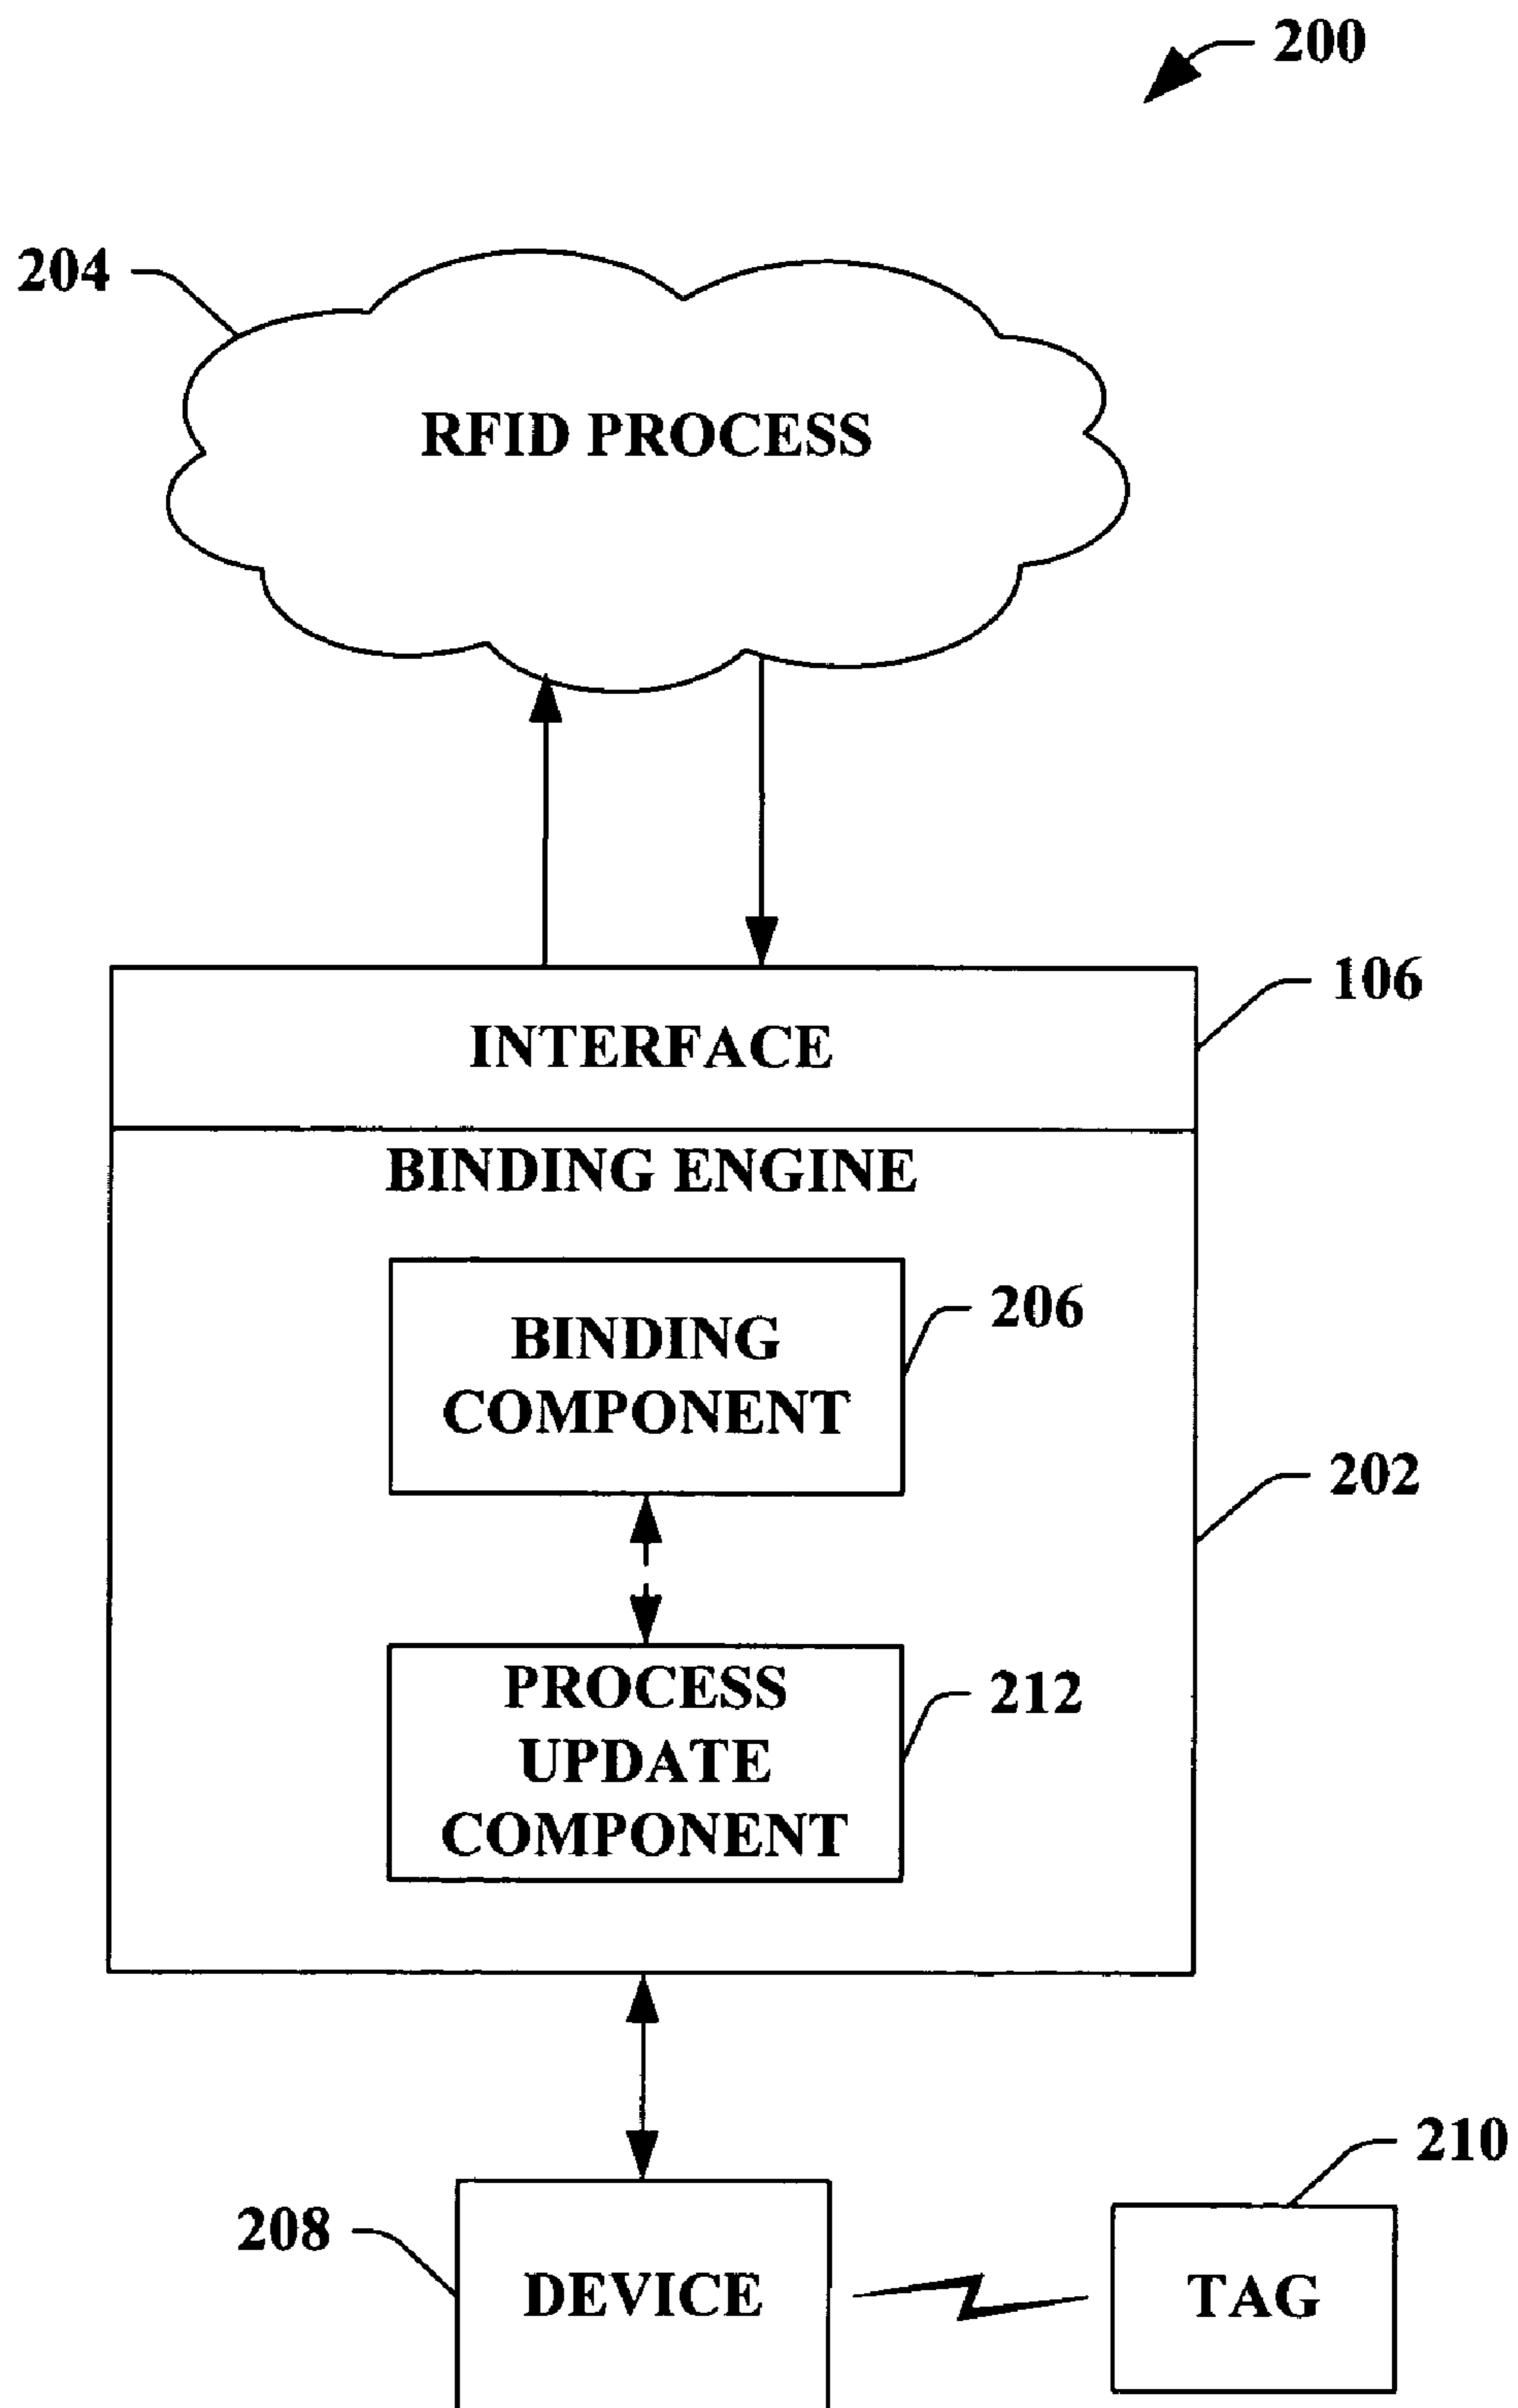 200
204
RFID PROCESS
106
INTERFACE
BINDING ENGINE
206
BINDING
COMPONENT
202
PROCESS
UPDATE
COMPONENT
212
210
208
DEVICE
TAG